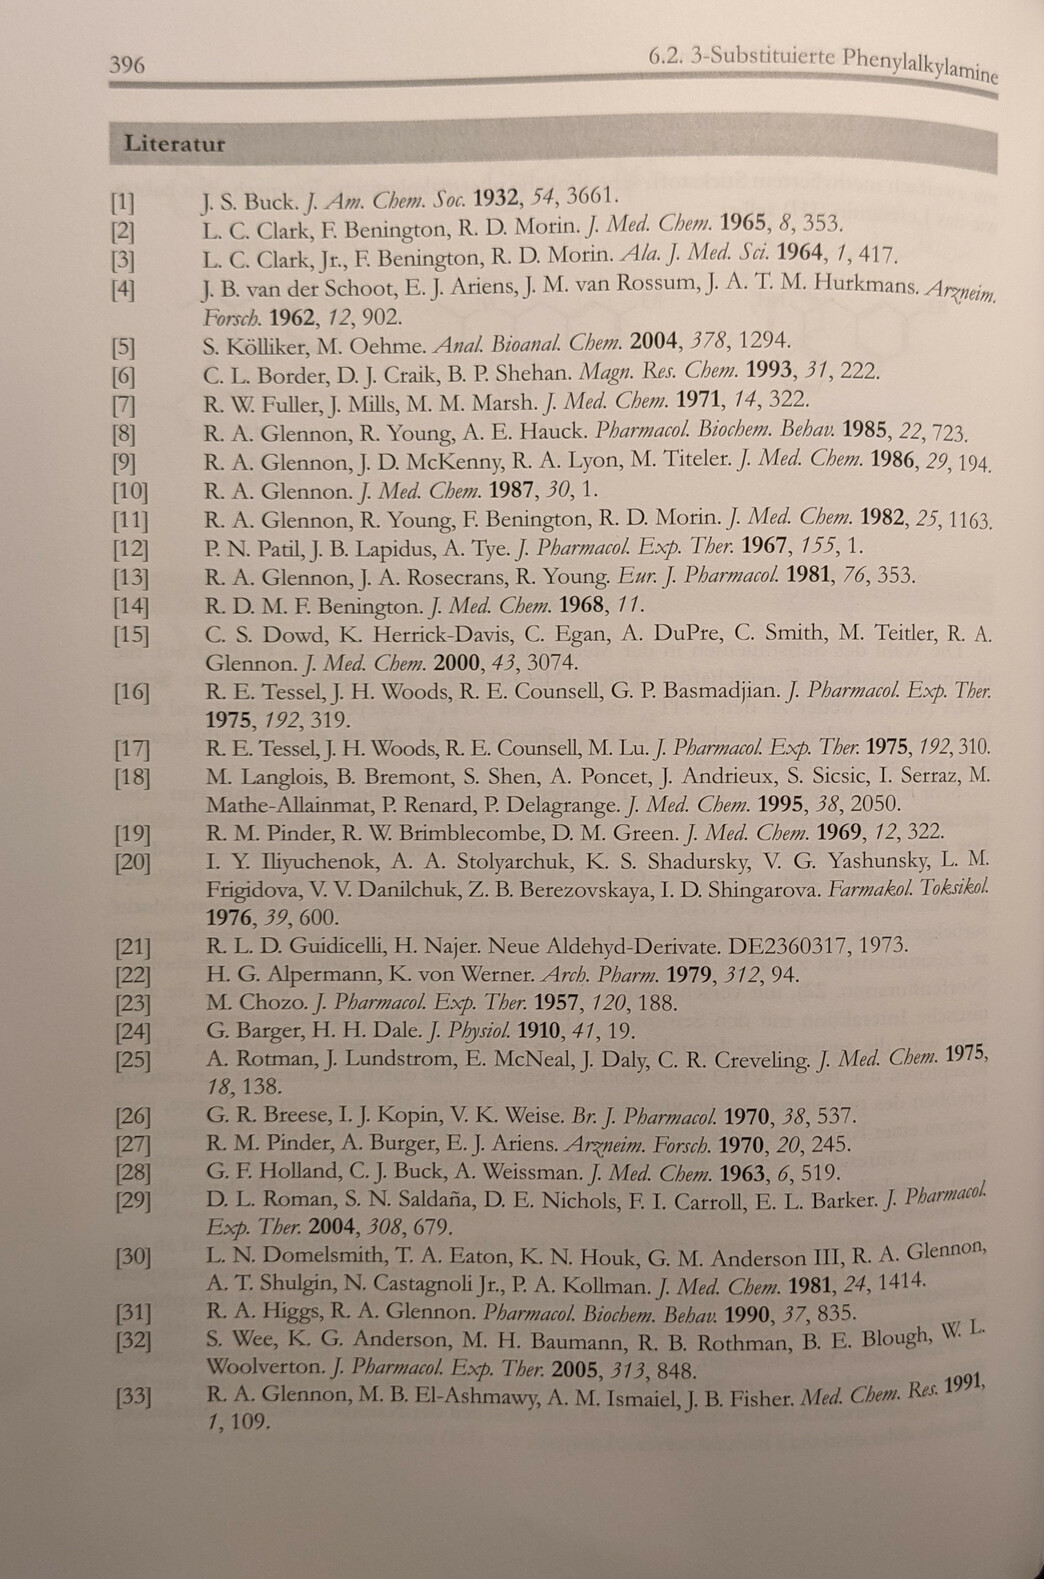 396
6.2. 3-Substituierte Phenylalkylamine
Literatur
[1] J. S. Buck. J. Am. Chem. Soc. 1932, 54, 3661.
[2] L. C. Clark, F. Benington, R. D. Morin. J. Med. Chem. 1965, 8, 353.
[3] L. C. Clark, Jr., F. Benington, R. D. Morin. Ala. J. Med. Sci. 1964, 1, 417.
[4] J. B. van der Schoot, E. J. Ariens, J. M. van Rossum, J. A. T. M. Hurkmans. Arzneim.
Forsch. 1962, 12, 902.
[5] S. Kölliker, M. Oehme. Anal. Bioanal. Chem. 2004, 378, 1294.
[6] C. L. Border, D. J. Craik, B. P. Shehan. Magn. Res. Chem. 1993, 31, 222.
[7] R. W. Fuller, J. Mills, M. M. Marsh. J. Med. Chem. 1971, 14, 322.
[8] R. A. Glennon, R. Young, A. E. Hauck. Pharmacol. Biochem. Behav. 1985, 22, 723.
[9] R. A. Glennon, J. D. McKenny, R. A. Lyon, M. Titeler. J. Med. Chem. 1986, 29, 194.
[10] R. A. Glennon. J. Med. Chem. 1987, 30, 1.
[11] R. A. Glennon, R. Young, F. Benington, R. D. Morin. J. Med. Chem. 1982, 25, 1163.
[12] P. N. Patil, J. B. Lapidus, A. Tye. J. Pharmacol. Exp. Ther. 1967, 155, 1.
[13] R. A. Glennon, J. A. Rosecrans, R. Young. Eur. J. Pharmacol. 1981, 76, 353.
[14] R. D. M. F. Benington. J. Med. Chem. 1968, 11.
[15] C. S. Dowd, K. Herrick-Davis, C. Egan, A. DuPre, C. Smith, M. Teitler, R. A.
Glennon. J. Med. Chem. 2000, 43, 3074.
[16] R. E. Tessel, J. H. Woods, R. E. Counsell, G. P. Basmadjian. J. Pharmacol. Exp. Ther.
1975, 192, 319.
[17] R. E. Tessel, J. H. Woods, R. E. Counsell, M. Lu. J. Pharmacol. Exp. Ther. 1975, 192, 310.
[18] M. Langlois, B. Bremont, S. Shen, A. Poncet, J. Andrieux, S. Sicsic, I. Serraz, M.
Mathe-Allainmat, P. Renard, P. Delagrange. J. Med. Chem. 1995, 38, 2050.
[19] R. M. Pinder, R. W. Brimblecombe, D. M. Green. J. Med. Chem. 1969, 12, 322.
[20] I. Y. Iliyuchenok, A. A. Stolyarchuk, K. S. Shadursky, V. G. Yashunsky, L. M.
Frigidova, V. V. Danilchuk, Z. B. Berezovskaya, I. D. Shingarova. Farmakol. Toksikol.
1976, 39, 600.
[21] R. L. D. Guidicelli, H. Najer. Neue Aldehyd-Derivate. DE2360317, 1973.
[22] H. G. Alpermann, K. von Werner. Arch. Pharm. 1979, 312, 94.
[23] M. Chozo. J. Pharmacol. Exp. Ther. 1957, 120, 188.
[24] G. Barger, H. H. Dale. J. Physiol. 1910, 41, 19.
[25] A. Rotman, J. Lundstrom, E. McNeal, J. Daly, C. R. Creveling. J. Med. Chem. 1975,
18, 138.
[26] G. R. Breese, I. J. Kopin, V. K. Weise. Br. J. Pharmacol. 1970, 38, 537.
[27] R. M. Pinder, A. Burger, E. J. Ariens. Arzneim. Forsch. 1970, 20, 245.
[28] G. F. Holland, C. J. Buck, A. Weissman. J. Med. Chem. 1963, 6, 519.
[29] D. L. Roman, S. N. Saldaña, D. E. Nichols, F. I. Carroll, E. L. Barker. J. Pharmacol.
Exp. Ther. 2004, 308, 679.
[30] L. N. Domelsmith, T. A. Eaton, K. N. Houk, G. M. Anderson III, R. A. Glennon,
A. T. Shulgin, N. Castagnoli Jr., P. A. Kollman. J. Med. Chem. 1981, 24, 1414.
[31] R. A. Higgs, R. A. Glennon. Pharmacol. Biochem. Behav. 1990, 37, 835.
[32] S. Wee, K. G. Anderson, M. H. Baumann, R. B. Rothman, B. E. Blough, W. L.
Woolverton. J. Pharmacol. Exp. Ther. 2005, 313, 848.
[33] R. A. Glennon, M. B. El-Ashmawy, A. M. Ismaiel, J. B. Fisher. Med. Chem. Res. 1991,
1, 109.